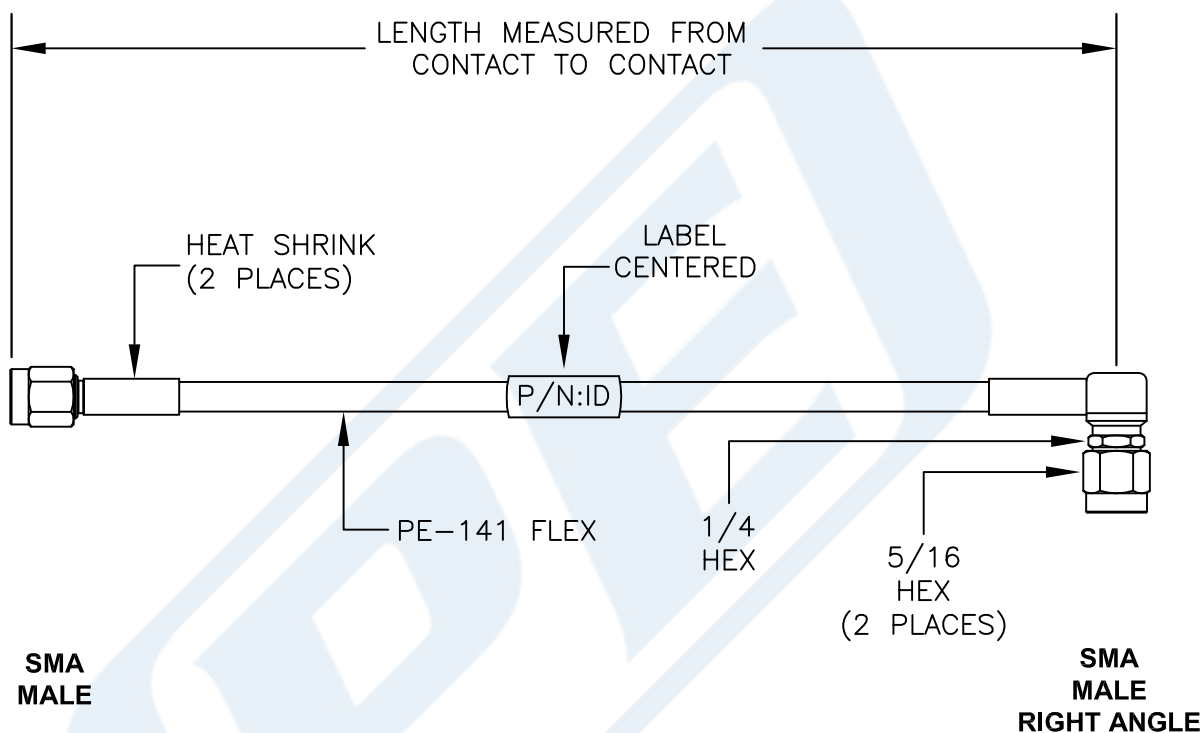 LENGTH MEASURED FROM
CONTACT TO CONTACT
HEAT SHRINK
(2 PLACES)
LABEL
CENTERED
P/N:ID
PE-141 FLEX
1/4
HEX
5/16
HEX
(2 PLACES)
SMA
MALE
SMA
MALE
RIGHT ANGLE